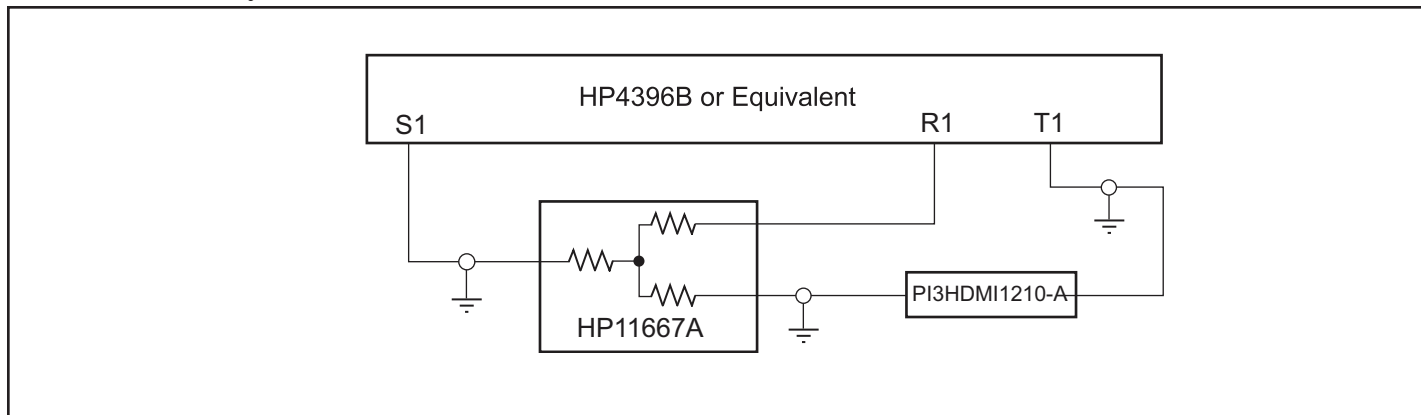 HP4396B or Equivalent
S1
R1
T1
HP11667A
PI3HDMI1210-A